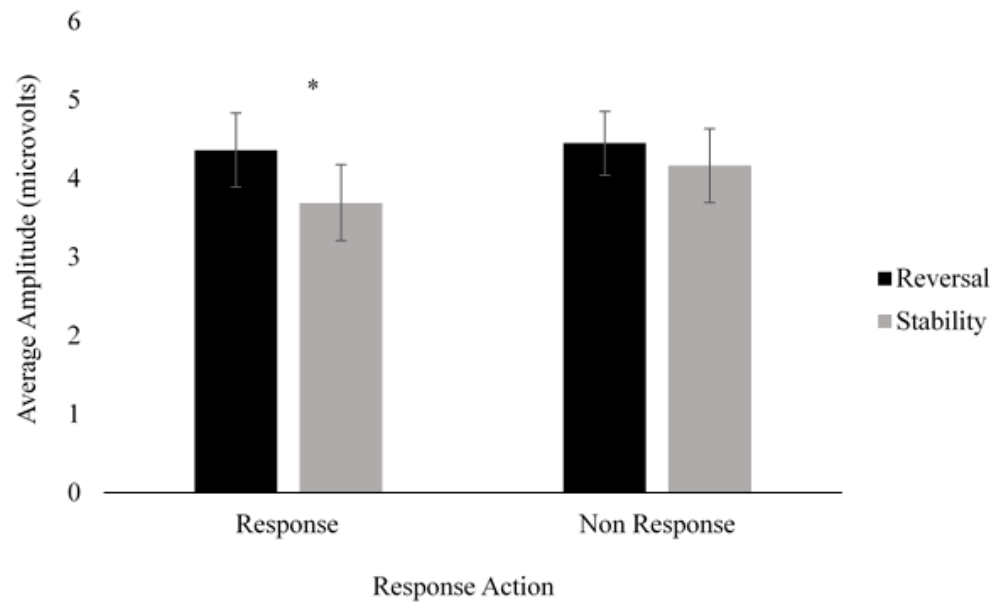 6
5
4
3
2
1
0
Average Amplitude (microvolts)
*
Response
Non Response
Response Action
Reversal
Stability